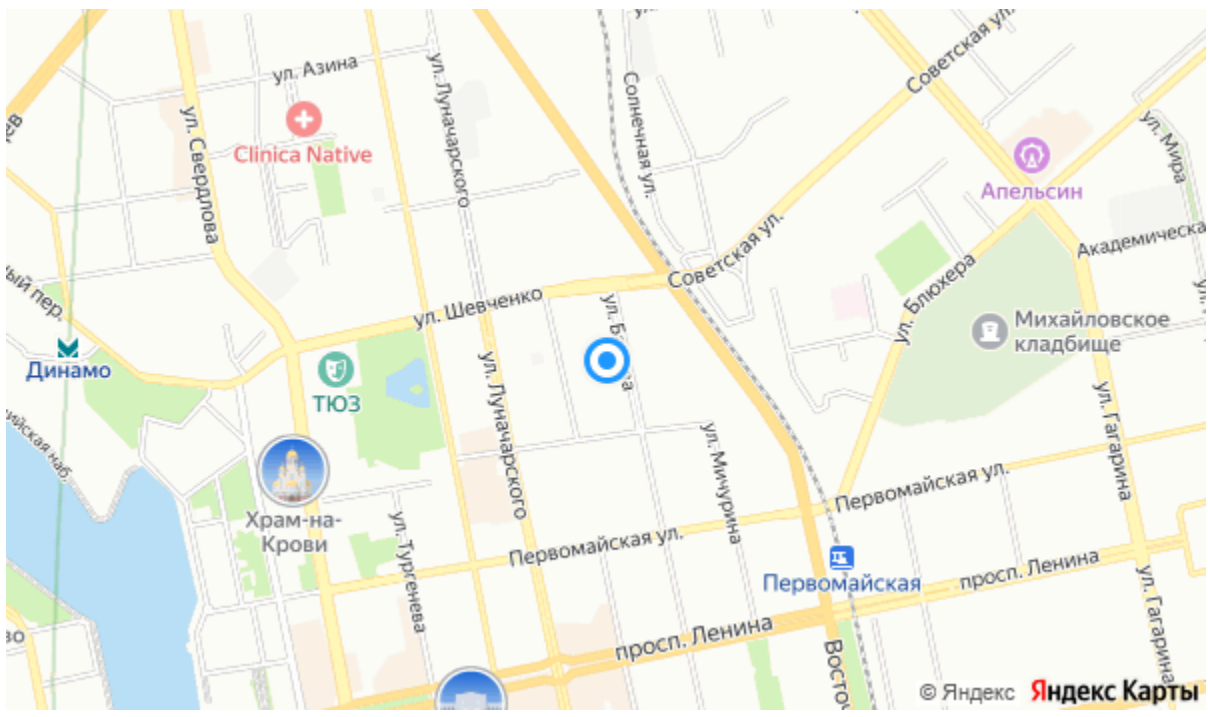 ул. Азина
Clinica Native
ул. Свердлова
ул. Луначарского
Солнечная ул.
Советская ул.
ул. Мира
Апельсин
Академическая
ул. Блюхера
Советская ул.
ул. Шевченко
пер.
Динамо
ТЮЗ
ул. Луначарского
Михайловское
кладбище
наб.
Храм-на-
Крови
ул. Мичурина
ул. Гагарина
Первомайская ул.
ул. Тургенева
Первомайская ул.
Первомайская
просп. Ленина
ул. Гагарина
просп. Ленина
© Яндекс Яндекс Карты